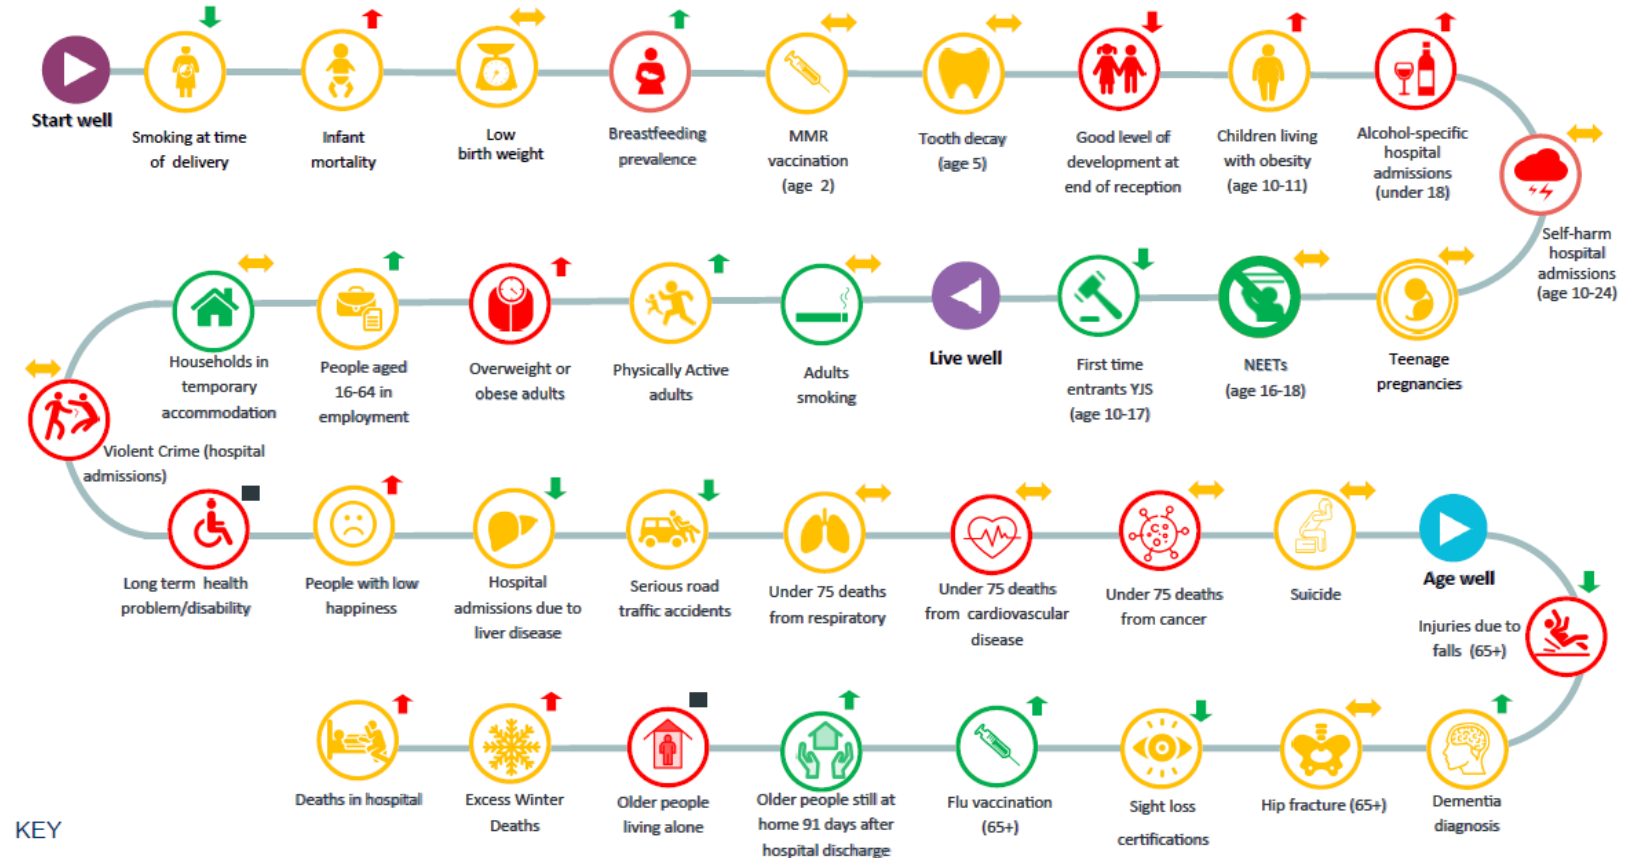 Start well
Smoking at time
of delivery
Infant
mortality
Low
birth weight
Breastfeeding
prevalence
MMR
vaccination
(age 2)
Tooth decay
(age 5)
Good level of
development at
end of reception
Children living
with obesity
(age 10-11)
Alcohol-specific
hospital
admissions
(under 18)
Self-harm
hospital
admissions
(age 10-24)
Teenage
pregnancies
NEETs
(age 16-18)
First time
entrants YJS
(age 10-17)
Live well
Adults
smoking
Physically Active
adults
Overweight or
obese adults
People aged
16-64 in
employment
Households in
temporary
accommodation
Violent Crime (hospital
admissions)
Long term health
problem/disability
People with low
happiness
Hospital
admissions due to
liver disease
Serious road
traffic accidents
Under 75 deaths
from respiratory
Under 75 deaths
from cardiovascular
disease
Under 75 deaths
from cancer
Suicide
Age well
Injuries due to
falls (65+)
Dementia
diagnosis
Hip fracture (65+)
Sight loss
certifications
Flu vaccination
(65+)
Older people still at
home 91 days after
hospital discharge
Older people
living alone
Excess Winter
Deaths
Deaths in hospital
KEY